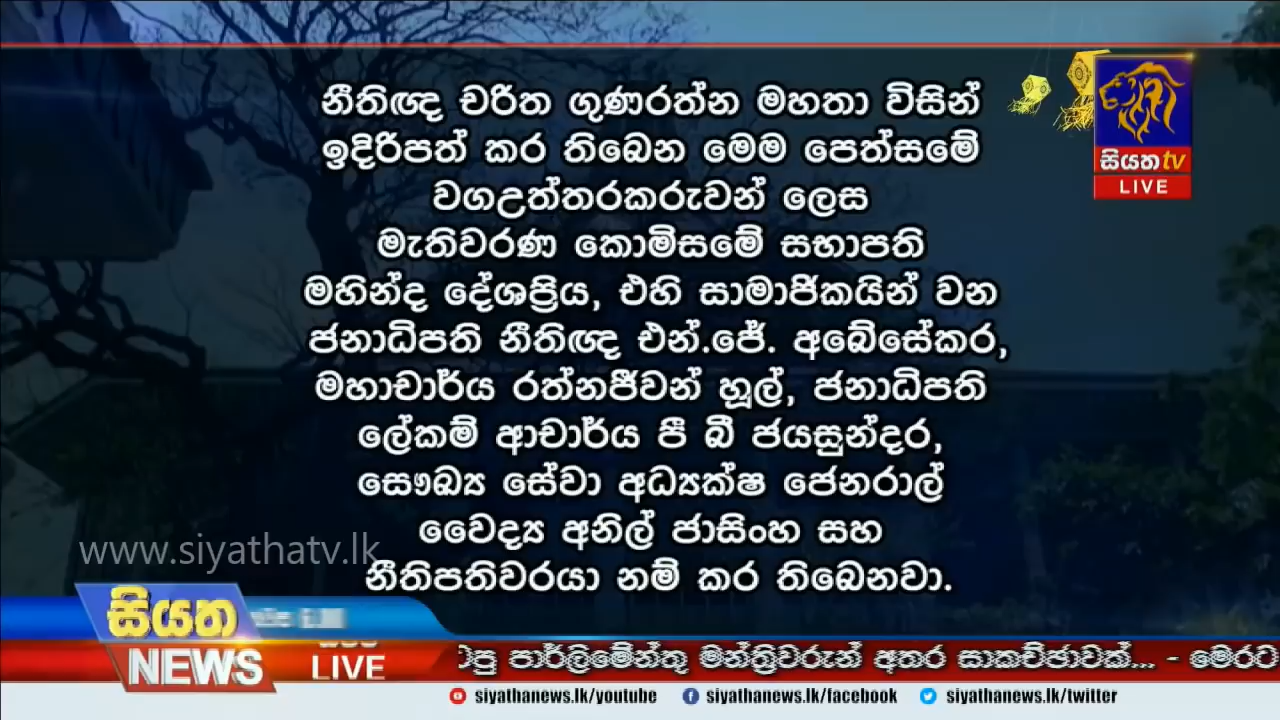 නීතිඥ චරිත ගුණරත්න මහතා විසින්
ඉදිරිපත් කර තිබෙන මෙම පෙත්සමේ
වගඋත්තරකරුවන් ලෙස
මැතිවරණ කොමිසමේ සභාපති
මහින්ද දේශප්‍රිය, එහි සාමාජිකයින් වන
ජනාධිපති නීතිඥ එන්.ජේ. අබේසේකර,
මහාචාර්ය රත්නජීවන් හූල්, ජනාධිපති
ලේකම් ආචාර්ය පී බී ජයසුන්දර,
සෞඛ්‍ය සේවා අධ්‍යක්ෂ ජෙනරාල්
වෛද්‍ය අනිල් ජාසිංහ සහ
නීතිපතිවරයා නම් කර තිබෙනවා.
සියත tv
LIVE
www.siyathatv.lk
සියත
NEWS
LIVE
පාර්ලිමේන්තු මන්ත්‍රීවරුන් අතර සාකච්ඡාවක්... - මෙරට
siyathanews.lk/youtube siyathanews.lk/facebook siyathanews.lk/twitter